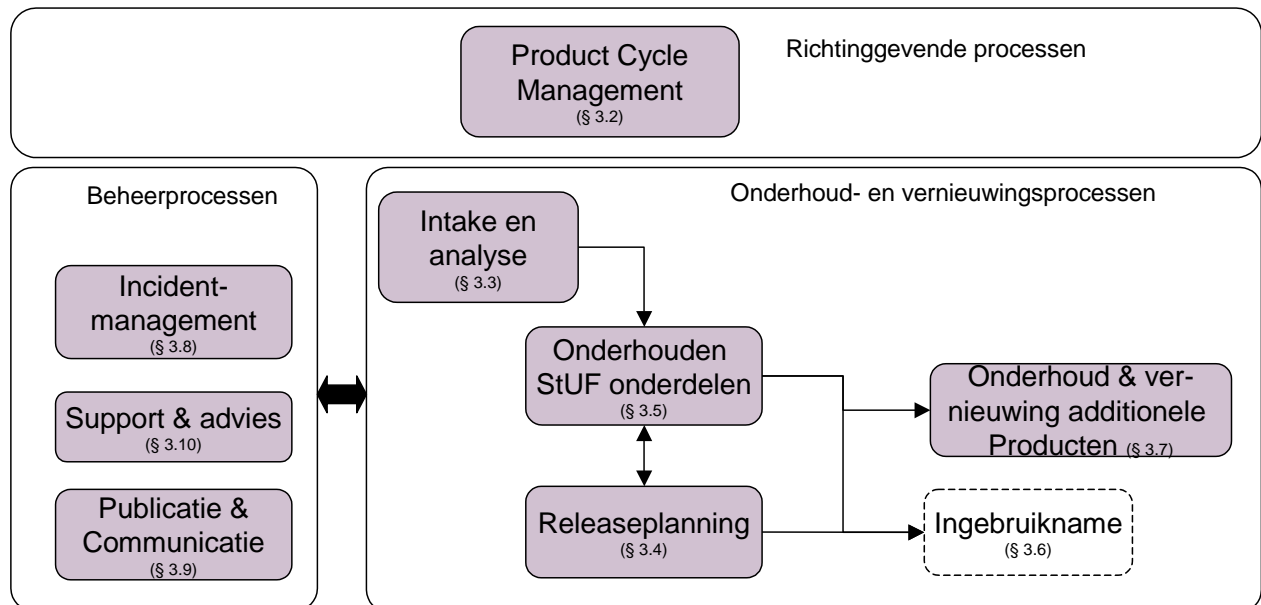 Product Cycle
Management
(§ 3.2)
Richtinggevende processen
Beheerprocessen
Incident-
management
(§ 3.8)
Support & advies
(§ 3.10)
Publicatie &
Communicatie
(§ 3.9)
Onderhoud- en vernieuwingsprocessen
Intake en
analyse
(§ 3.3)
Onderhouden
StUF onderdelen
(§ 3.5)
Onderhoud & ver-
nieuwing additionele
Producten (§ 3.7)
Releaseplanning
(§ 3.4)
Ingebruikname
(§ 3.6)